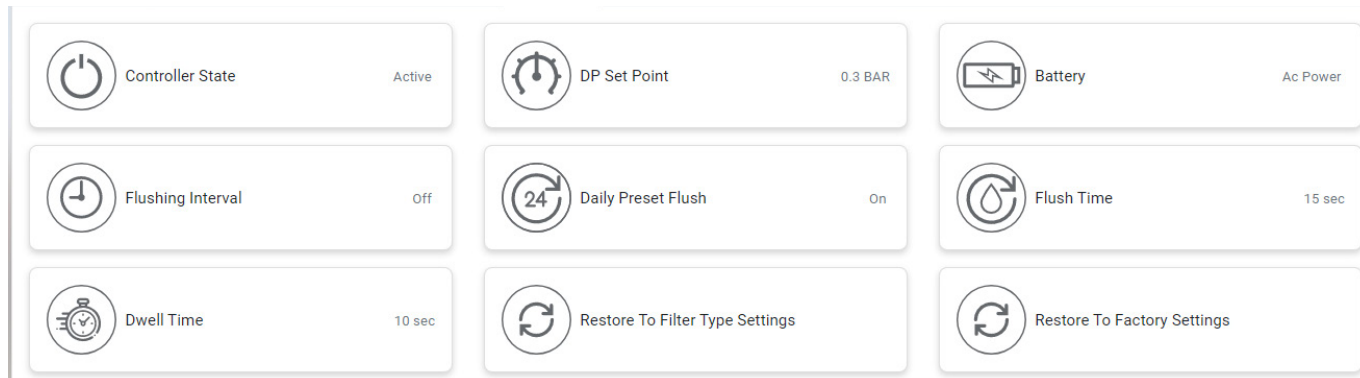 Controller State Active
DP Set Point 0.3 BAR
Battery Ac Power
Flushing Interval Off
24 Daily Preset Flush On
Flush Time 15 sec
Dwell Time 10 sec
Restore To Filter Type Settings
Restore To Factory Settings